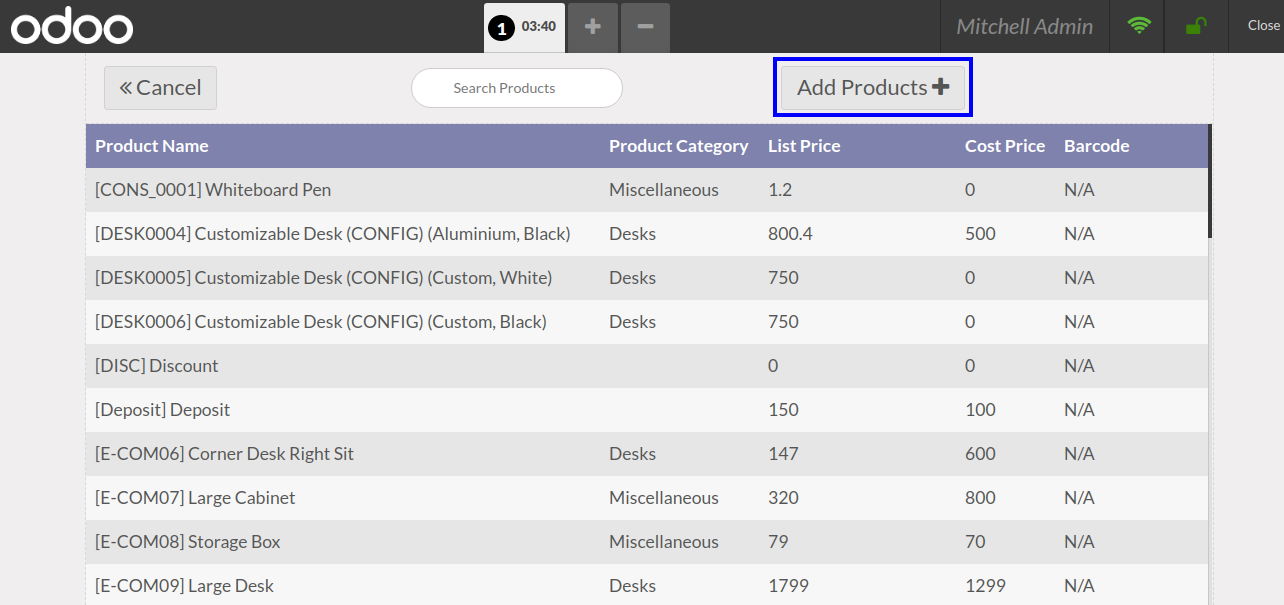 odoo 1 03:40 + − Mitchell Admin Close
« Cancel Search Products Add Products +
Product Name Product Category List Price Cost Price Barcode
[CONS_0001] Whiteboard Pen Miscellaneous 1.2 0 N/A
[DESK0004] Customizable Desk (CONFIG) (Aluminium, Black) Desks 800.4 500 N/A
[DESK0005] Customizable Desk (CONFIG) (Custom, White) Desks 750 0 N/A
[DESK0006] Customizable Desk (CONFIG) (Custom, Black) Desks 750 0 N/A
[DISC] Discount 0 0 N/A
[Deposit] Deposit 150 100 N/A
[E-COM06] Corner Desk Right Sit Desks 147 600 N/A
[E-COM07] Large Cabinet Miscellaneous 320 800 N/A
[E-COM08] Storage Box Miscellaneous 79 70 N/A
[E-COM09] Large Desk Desks 1799 1299 N/A